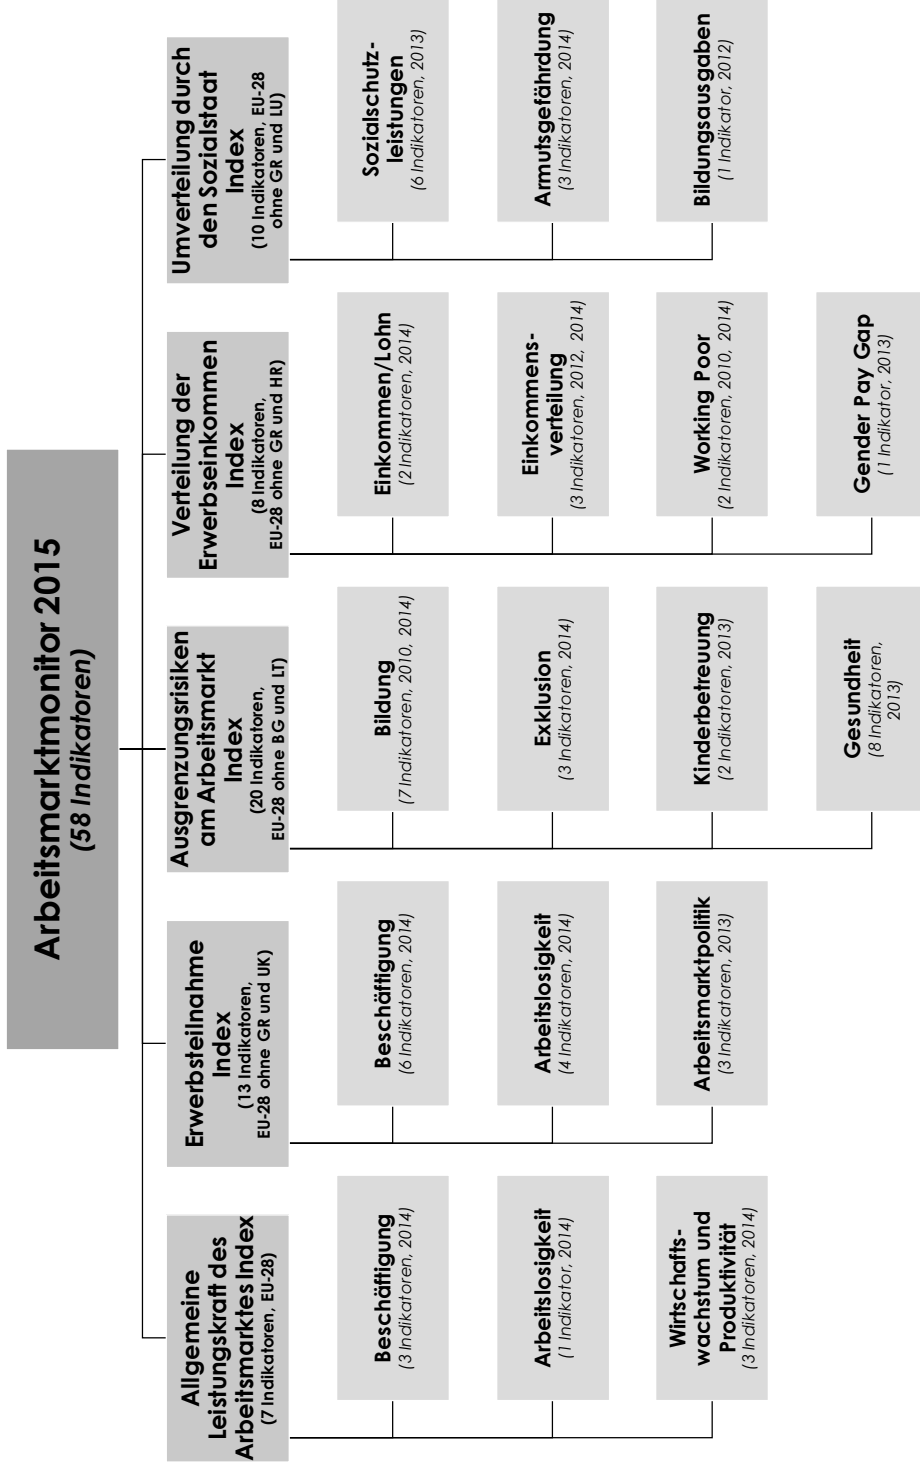 Arbeitsmarktmonitor 2015
(58 Indikatoren)
Allgemeine
Leistungskraft des
Arbeitsmarktes Index
(7 Indikatoren, EU-28)
Beschäftigung
(3 Indikatoren, 2014)
Arbeitslosigkeit
(1 Indikator, 2014)
Wirtschafts-
wachstum und
Produktivität
(3 Indikatoren, 2014)
Erwerbsteilnahme
Index
(13 Indikatoren,
EU-28 ohne GR und UK)
Beschäftigung
(6 Indikatoren, 2014)
Arbeitslosigkeit
(4 Indikatoren, 2014)
Arbeitsmarktpolitik
(3 Indikatoren, 2013)
Ausgrenzungsrisiken
am Arbeitsmarkt
Index
(20 Indikatoren,
EU-28 ohne BG und LT)
Bildung
(7 Indikatoren, 2010, 2014)
Exklusion
(3 Indikatoren, 2014)
Kinderbetreuung
(2 Indikatoren, 2013)
Gesundheit
(8 Indikatoren,
2013)
Verteilung der
Erwerbseinkommen
Index
(8 Indikatoren,
EU-28 ohne GR und HR)
Einkommen/Lohn
(2 Indikatoren, 2014)
Einkommens-
verteilung
(3 Indikatoren, 2012, 2014)
Working Poor
(2 Indikatoren, 2010, 2014)
Gender Pay Gap
(1 Indikator, 2013)
Umverteilung durch
den Sozialstaat
Index
(10 Indikatoren, EU-28
ohne GR und LU)
Sozialschutz-
leistungen
(6 Indikatoren, 2013)
Armutsgefährdung
(3 Indikatoren, 2014)
Bildungsausgaben
(1 Indikator, 2012)